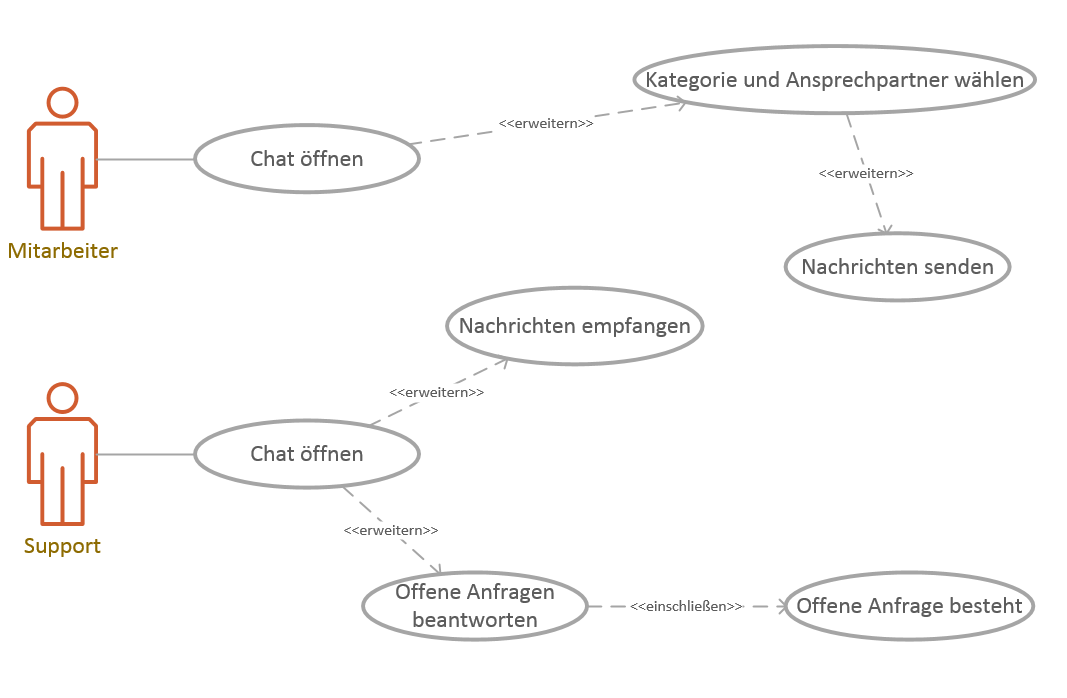 Kategorie und Ansprechpartner wählen
<<erweitern>>
Chat öffnen
<<erweitern>>
Mitarbeiter
Nachrichten senden
Nachrichten empfangen
<<erweitern>>
Chat öffnen
<<erweitern>>
Support
Offene Anfragen
beantworten
<<einschließen>>
Offene Anfrage besteht